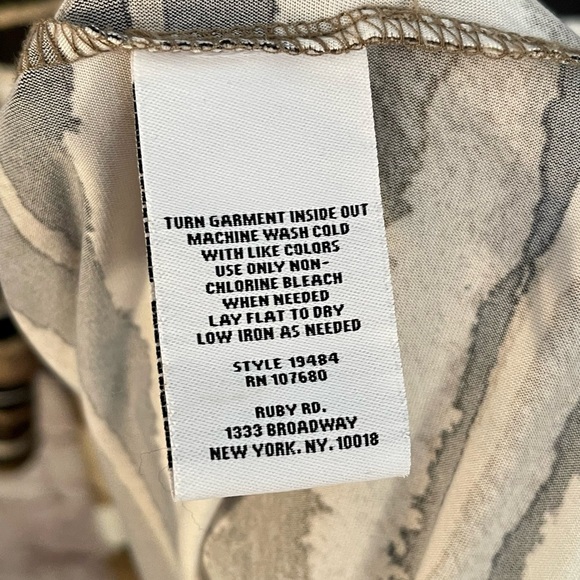 TURN GARMENT INSIDE OUT
MACHINE WASH COLD
WITH LIKE COLORS
USE ONLY NON-
CHLORINE BLEACH
WHEN NEEDED
LAY FLAT TO DRY
LOW IRON AS NEEDED
STYLE 19484
RN 107680
RUBY RD.
1333 BROADWAY
NEW YORK, NY, 10018